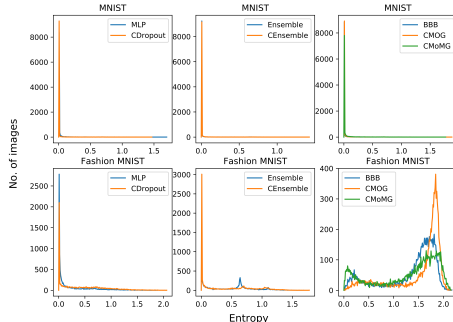 MNIST
MNIST
MNIST
MLP
CDropout
Ensemble
CEnsemble
BBB
CMOG
CMoMG
8000
6000
4000
2000
0
8000
6000
4000
2000
0
8000
6000
4000
2000
0
0.0 0.5 1.0 1.5
0.0 0.5 1.0
0.0 0.5 1.0 1.5
Fashion MNIST
Fashion MNIST
Fashion MNIST
MLP
CDropout
Ensemble
CEnsemble
BBB
CMOG
CMoMG
2500
2000
1500
1000
500
0
3000
2500
2000
1500
1000
500
0
400
300
200
100
0
0.0 0.5 1.0 1.5 2.0
0.0 0.5 1.0 1.5
0.0 0.5 1.0 1.5 2.0
No. of images
Entropy